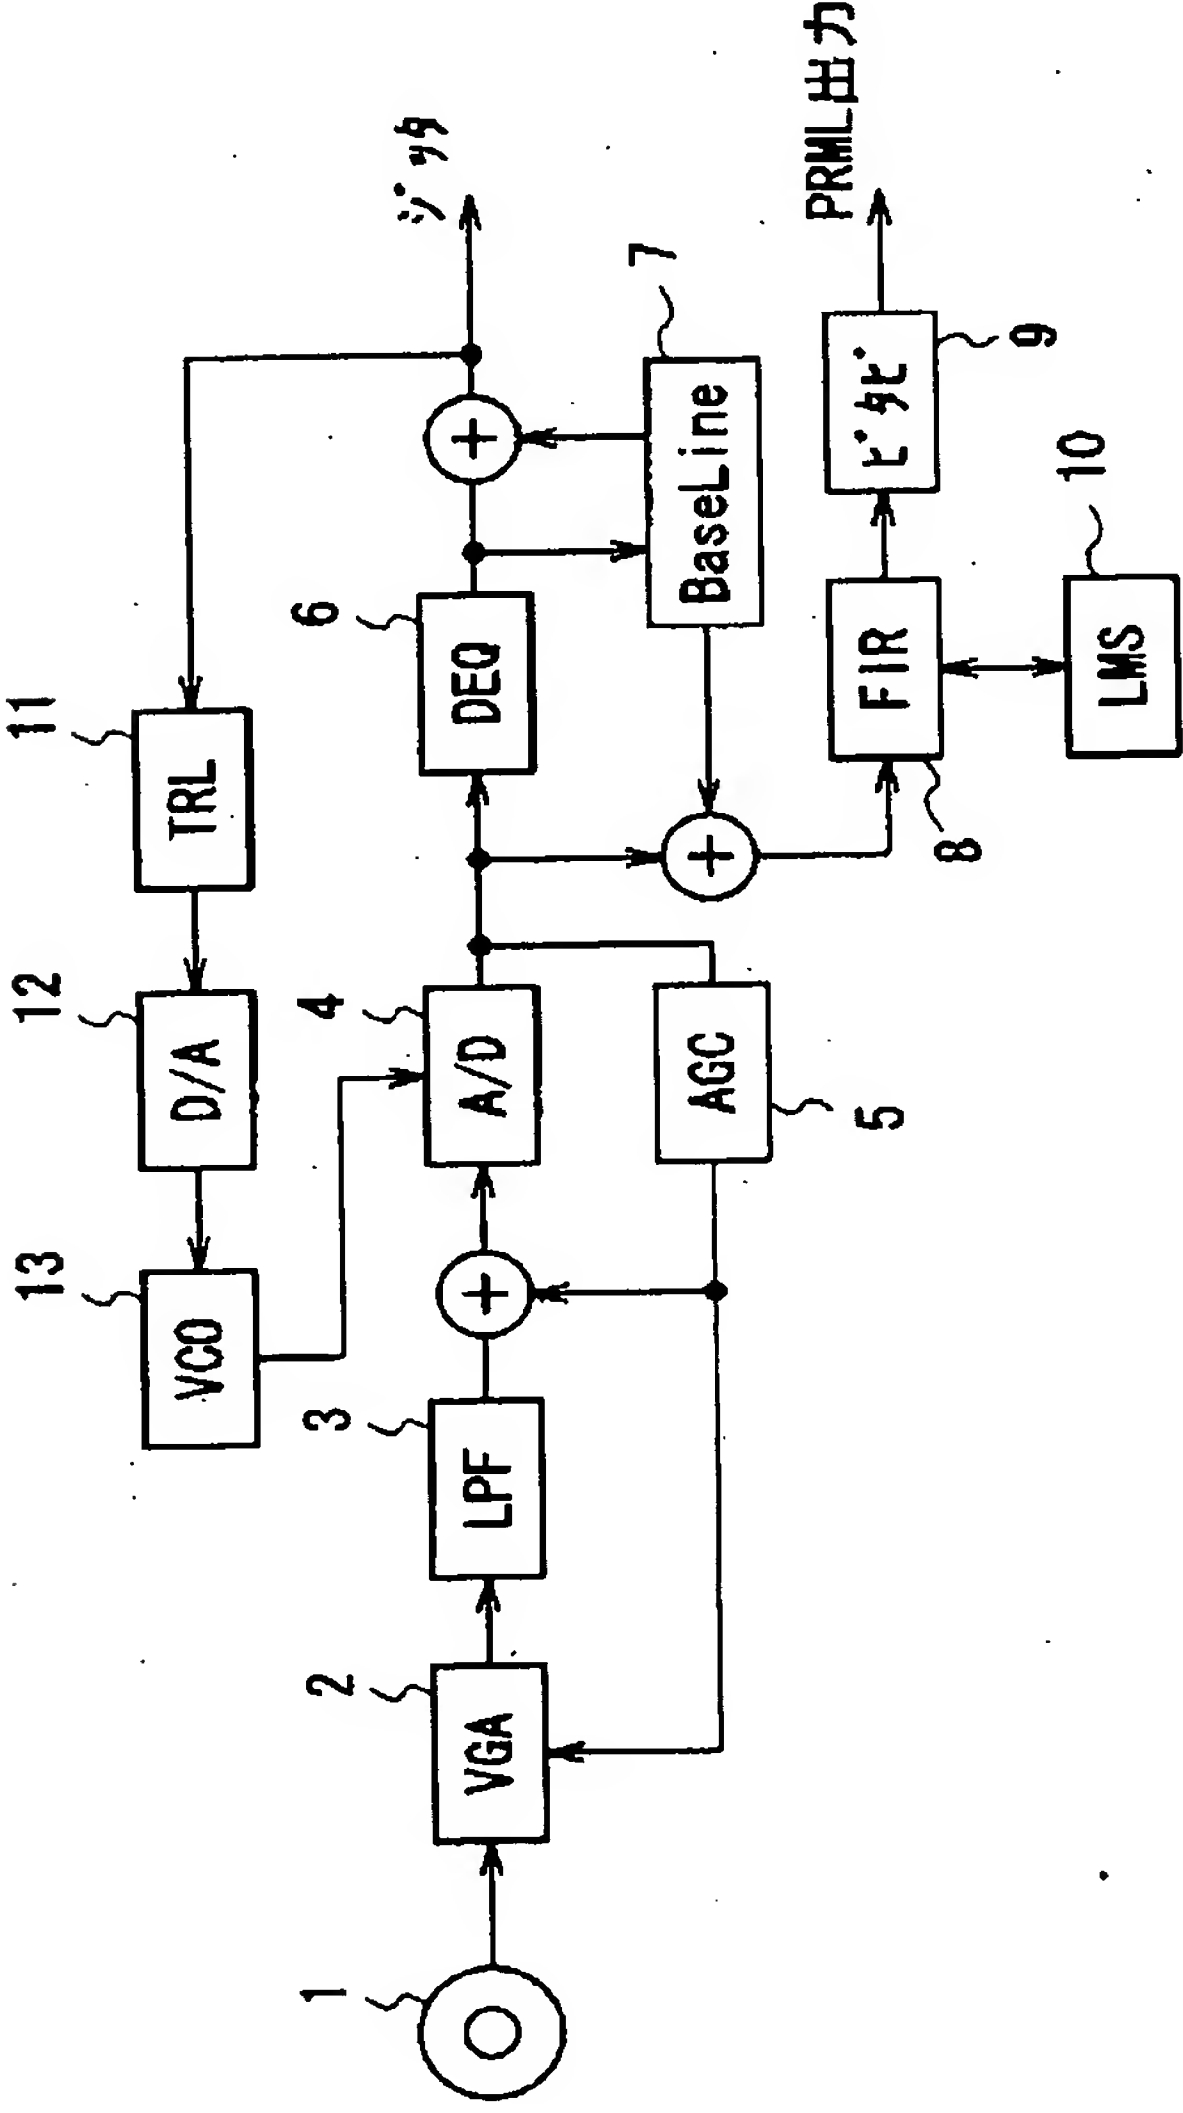 11
TRL
12
D/A
13
VCO
1
2
VGA
3
LPF
4
A/D
5
AGC
6
DEQ
ジッタ
7
BaseLine
8
FIR
9
ビタビ
10
LMS
PRML出力